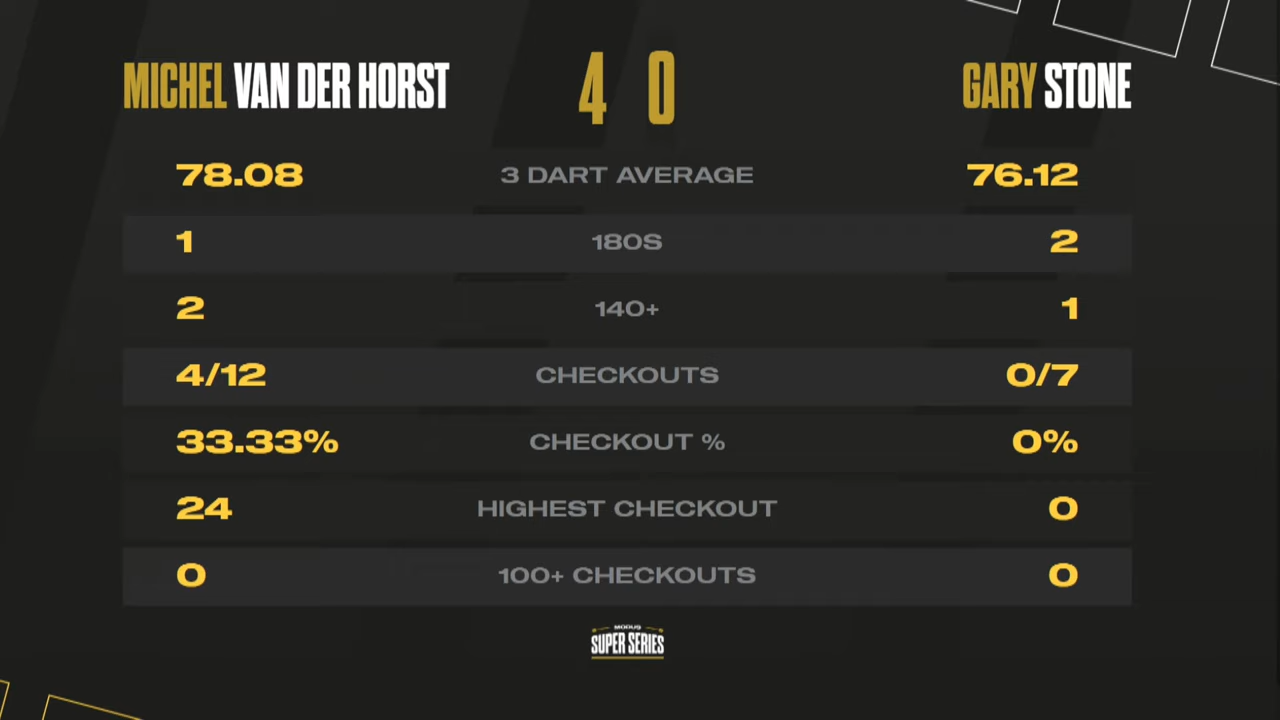 MICHEL VAN DER HORST 4 0 GARY STONE
78.08 3 DART AVERAGE 76.12
1 180S 2
2 140+ 1
4/12 CHECKOUTS 0/7
33.33% CHECKOUT % 0%
24 HIGHEST CHECKOUT 0
0 100+ CHECKOUTS 0
MODUS
SUPER SERIES